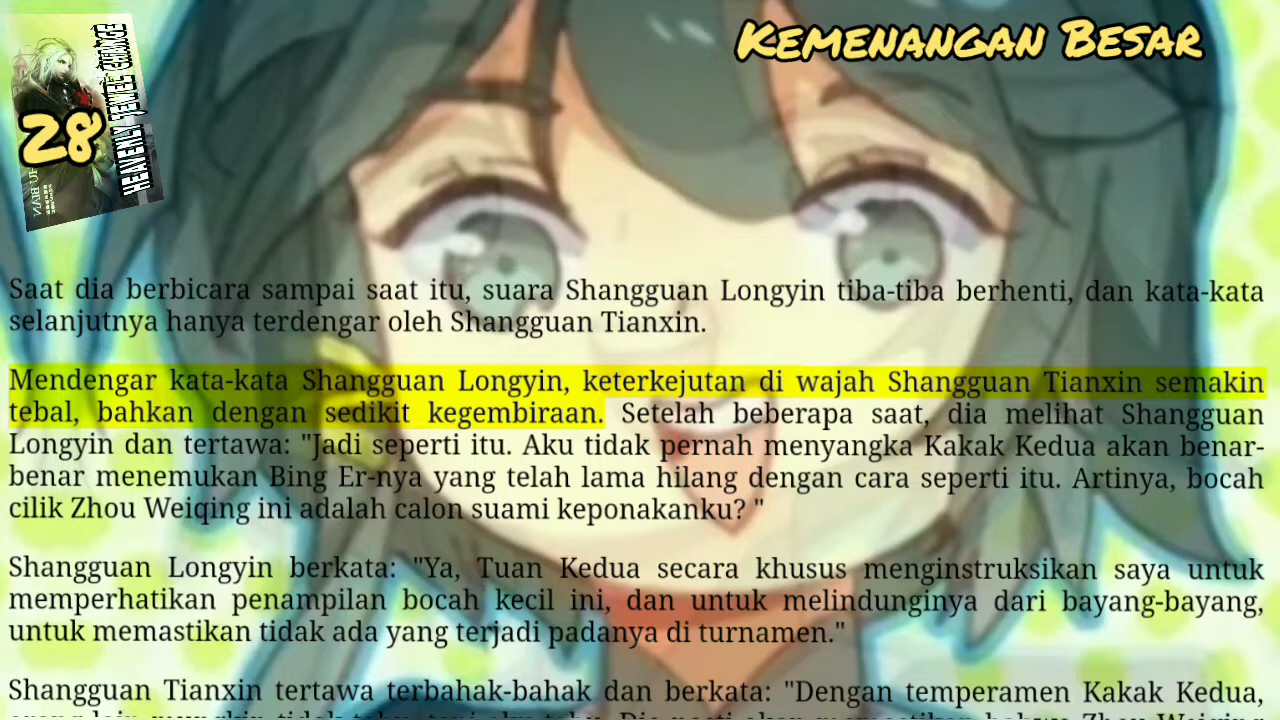 Kemenangan Besar
28
HEAVENLY JEWEL CHANGE
Saat dia berbicara sampai saat itu, suara Shangguan Longyin tiba-tiba berhenti, dan kata-kata
selanjutnya hanya terdengar oleh Shangguan Tianxin.
Mendengar kata-kata Shangguan Longyin, keterkejutan di wajah Shangguan Tianxin semakin
tebal, bahkan dengan sedikit kegembiraan. Setelah beberapa saat, dia melihat Shangguan
Longyin dan tertawa: "Jadi seperti itu. Aku tidak pernah menyangka Kakak Kedua akan benar-
benar menemukan Bing Er-nya yang telah lama hilang dengan cara seperti itu. Artinya, bocah
cilik Zhou Weiqing ini adalah calon suami keponakanku? "
Shangguan Longyin berkata: "Ya, Tuan Kedua secara khusus menginstruksikan saya untuk
memperhatikan penampilan bocah kecil ini, dan untuk melindunginya dari bayang-bayang,
untuk memastikan tidak ada yang terjadi padanya di turnamen."
Shangguan Tianxin tertawa terbahak-bahak dan berkata: "Dengan temperamen Kakak Kedua,